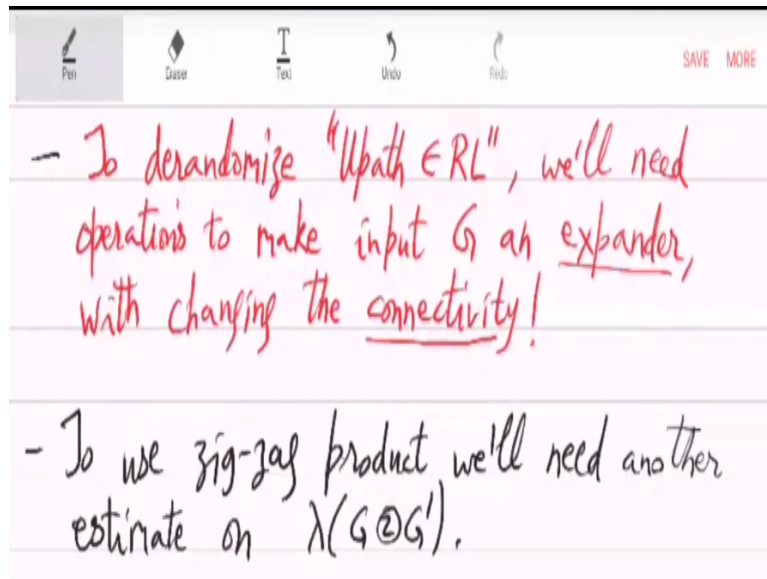 Pen Eraser Text Undo Redo SAVE MORE
- To derandomize "Upath ∈ RL", we'll need
operations to make input G an expander,
with changing the connectivity!
- To use zig-zag product, we'll need another
estimate on λ(G ⓩ G').